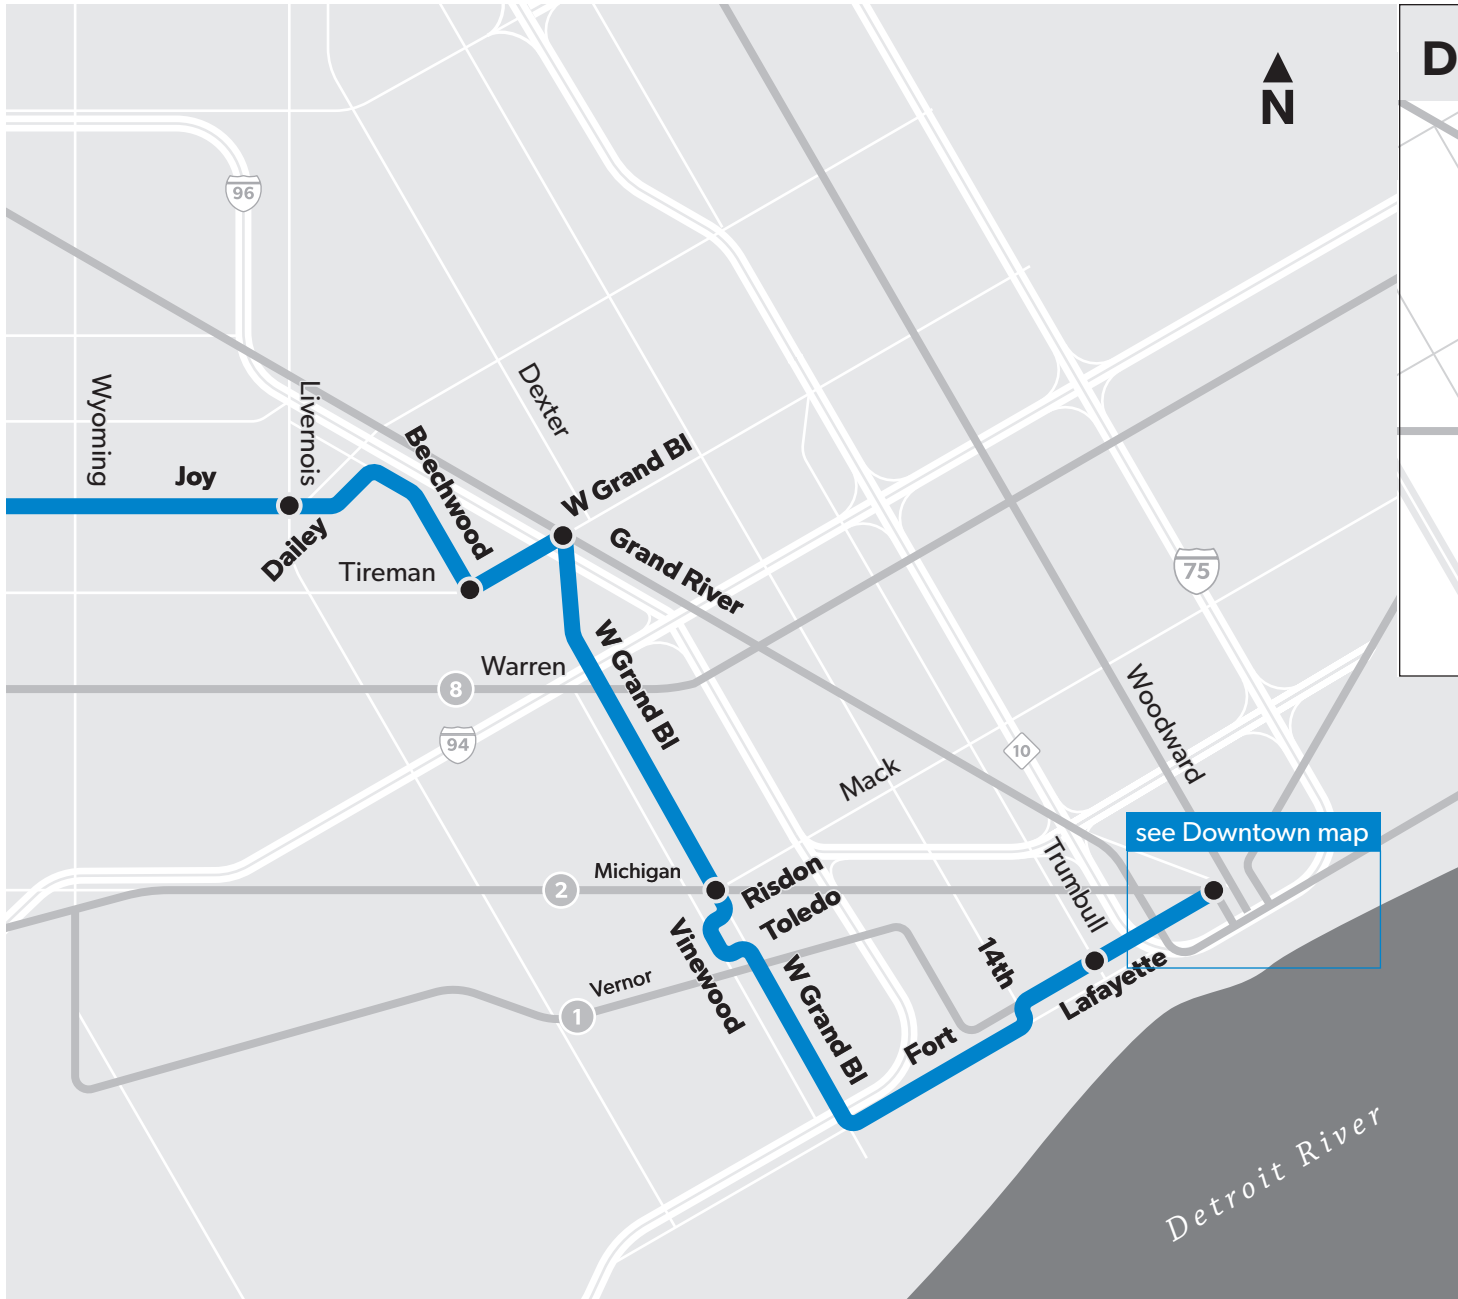 D
N
96
Wyoming
Livernois
Dexter
Joy
Beechwood
W Grand Bl
Dailey
Tireman
Grand River
75
W Grand Bl
Warren
8
94
Woodward
10
Mack
see Downtown map
Trumbull
Michigan
2
Risdon
Toledo
Vinewood
14th
Lafayette
Vernor
1
W Grand Bl
Fort
Detroit River